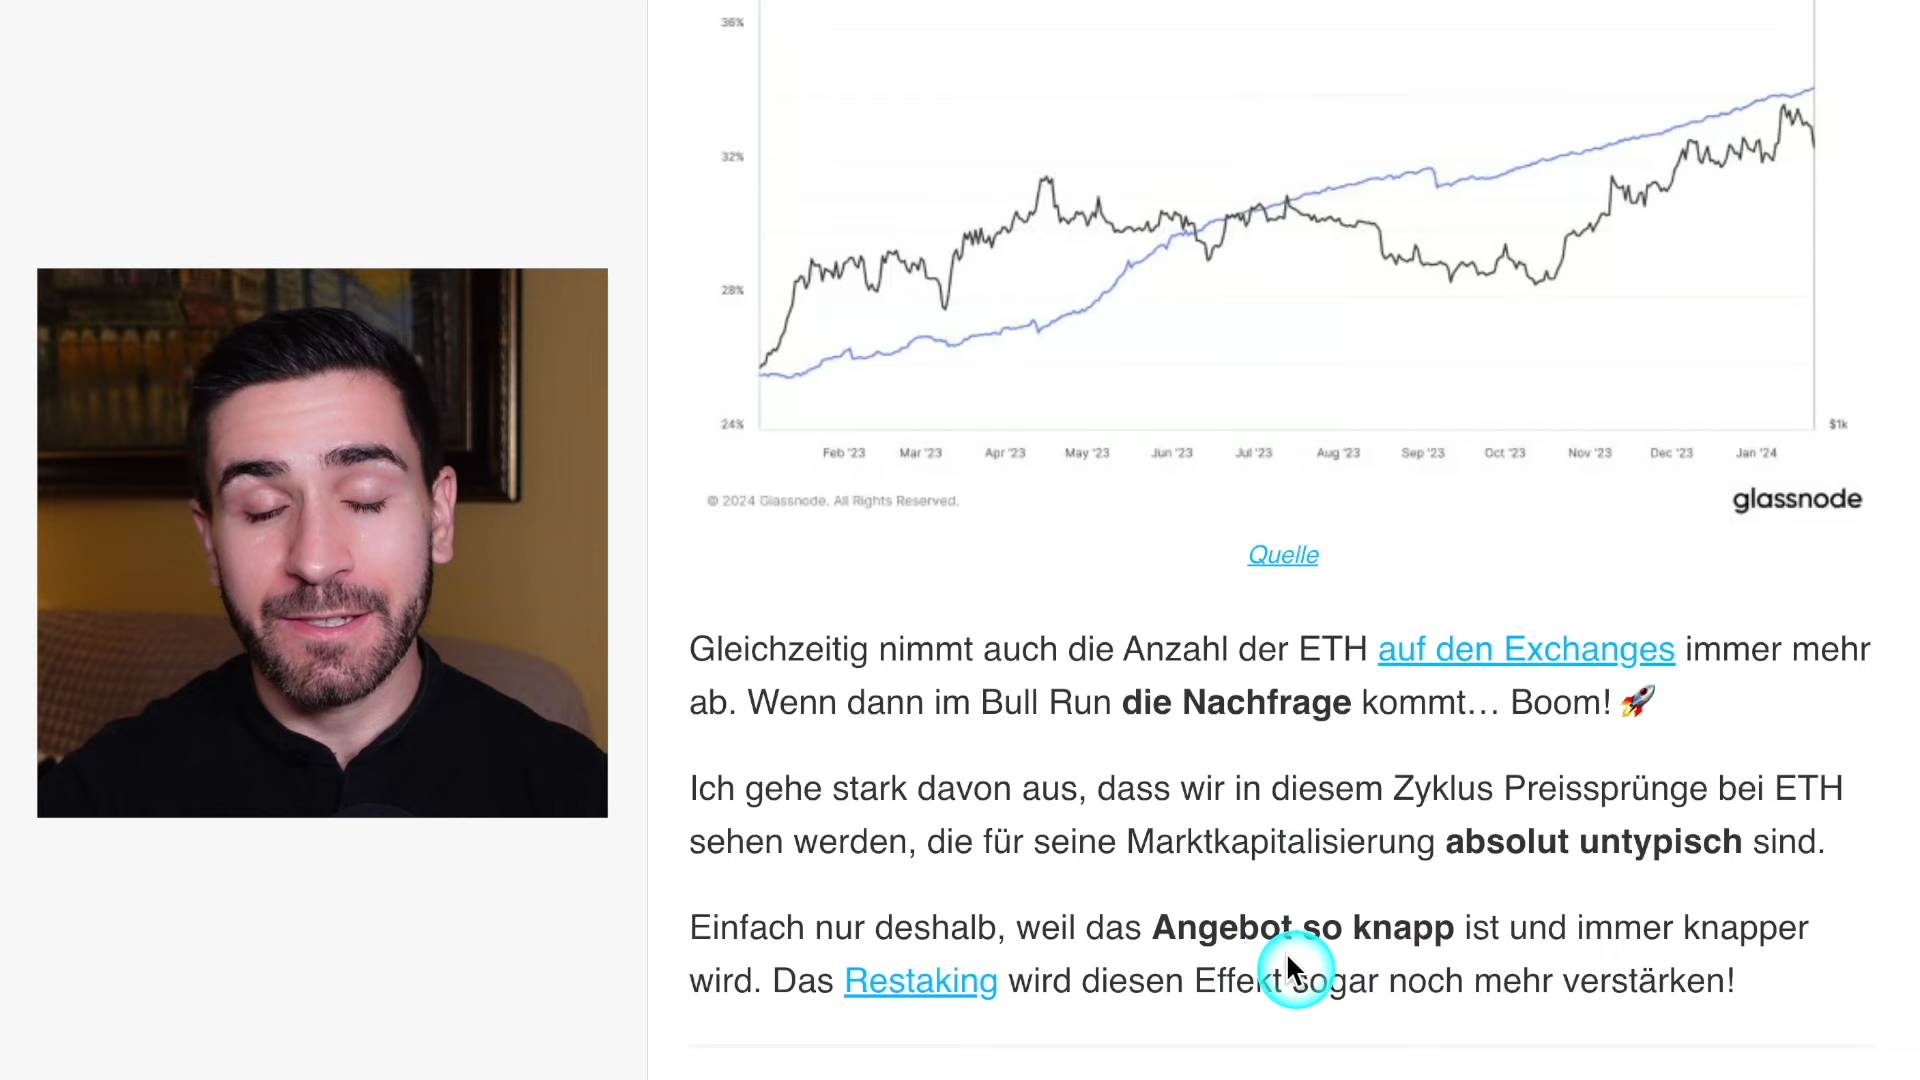 36%
32%
28%
24%
$1k
Feb '23 Mar '23 Apr '23 May '23 Jun '23 Jul '23 Aug '23 Sep '23 Oct '23 Nov '23 Dec '23 Jan '24
© 2024 Glassnode. All Rights Reserved.
glassnode
Quelle
Gleichzeitig nimmt auch die Anzahl der ETH auf den Exchanges immer mehr
ab. Wenn dann im Bull Run die Nachfrage kommt… Boom! 🚀
Ich gehe stark davon aus, dass wir in diesem Zyklus Preissprünge bei ETH
sehen werden, die für seine Marktkapitalisierung absolut untypisch sind.
Einfach nur deshalb, weil das Angebot so knapp ist und immer knapper
wird. Das Restaking wird diesen Effekt sogar noch mehr verstärken!